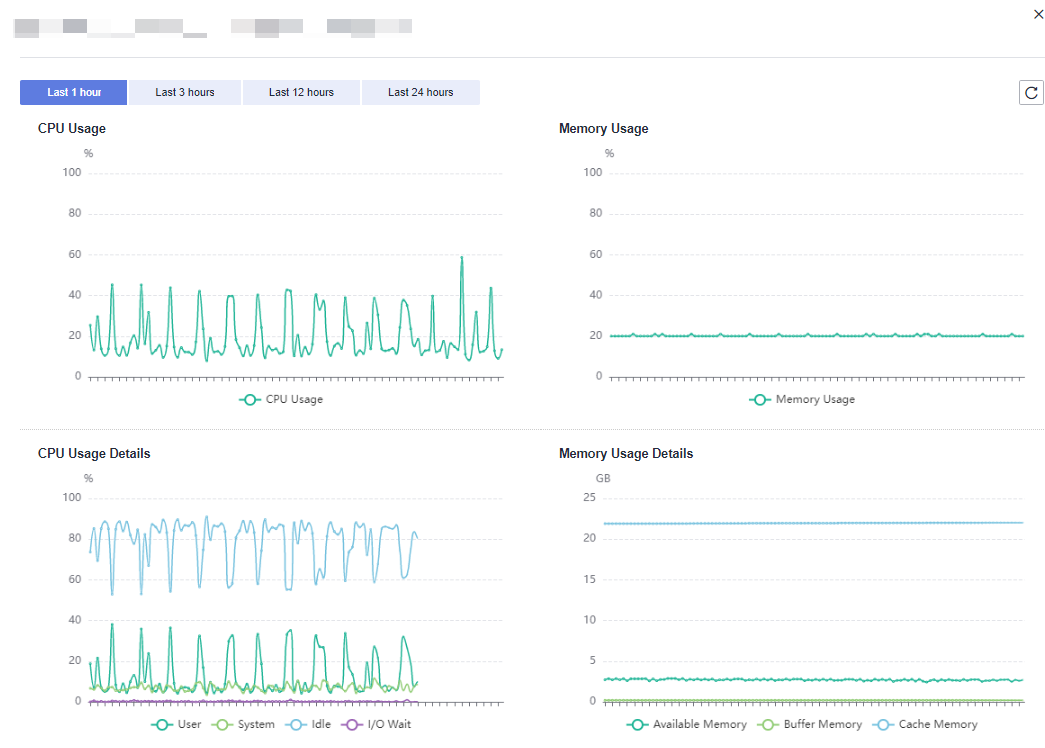 Last 1 hour Last 3 hours Last 12 hours Last 24 hours
CPU Usage
%
100
80
60
40
20
0
CPU Usage
Memory Usage
%
100
80
60
40
20
0
Memory Usage
CPU Usage Details
%
100
80
60
40
20
0
User System Idle I/O Wait
Memory Usage Details
GB
25
20
15
10
5
0
Available Memory Buffer Memory Cache Memory